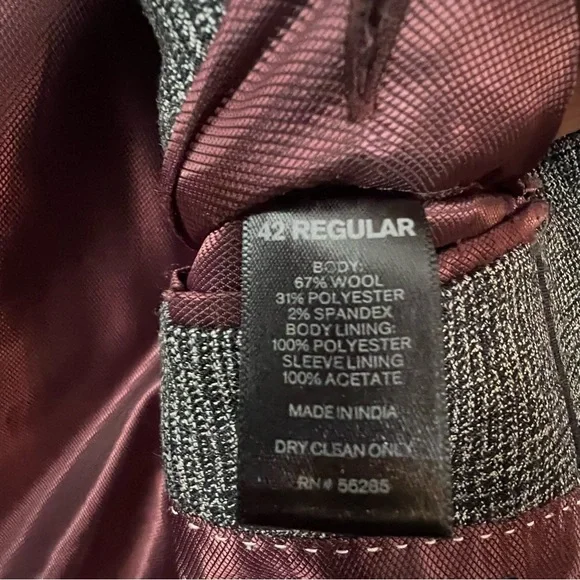 42 REGULAR
BODY:
67% WOOL
31% POLYESTER
2% SPANDEX
BODY LINING:
100% POLYESTER
SLEEVE LINING
100% ACETATE
MADE IN INDIA
DRY CLEAN ONLY
RN# 56285